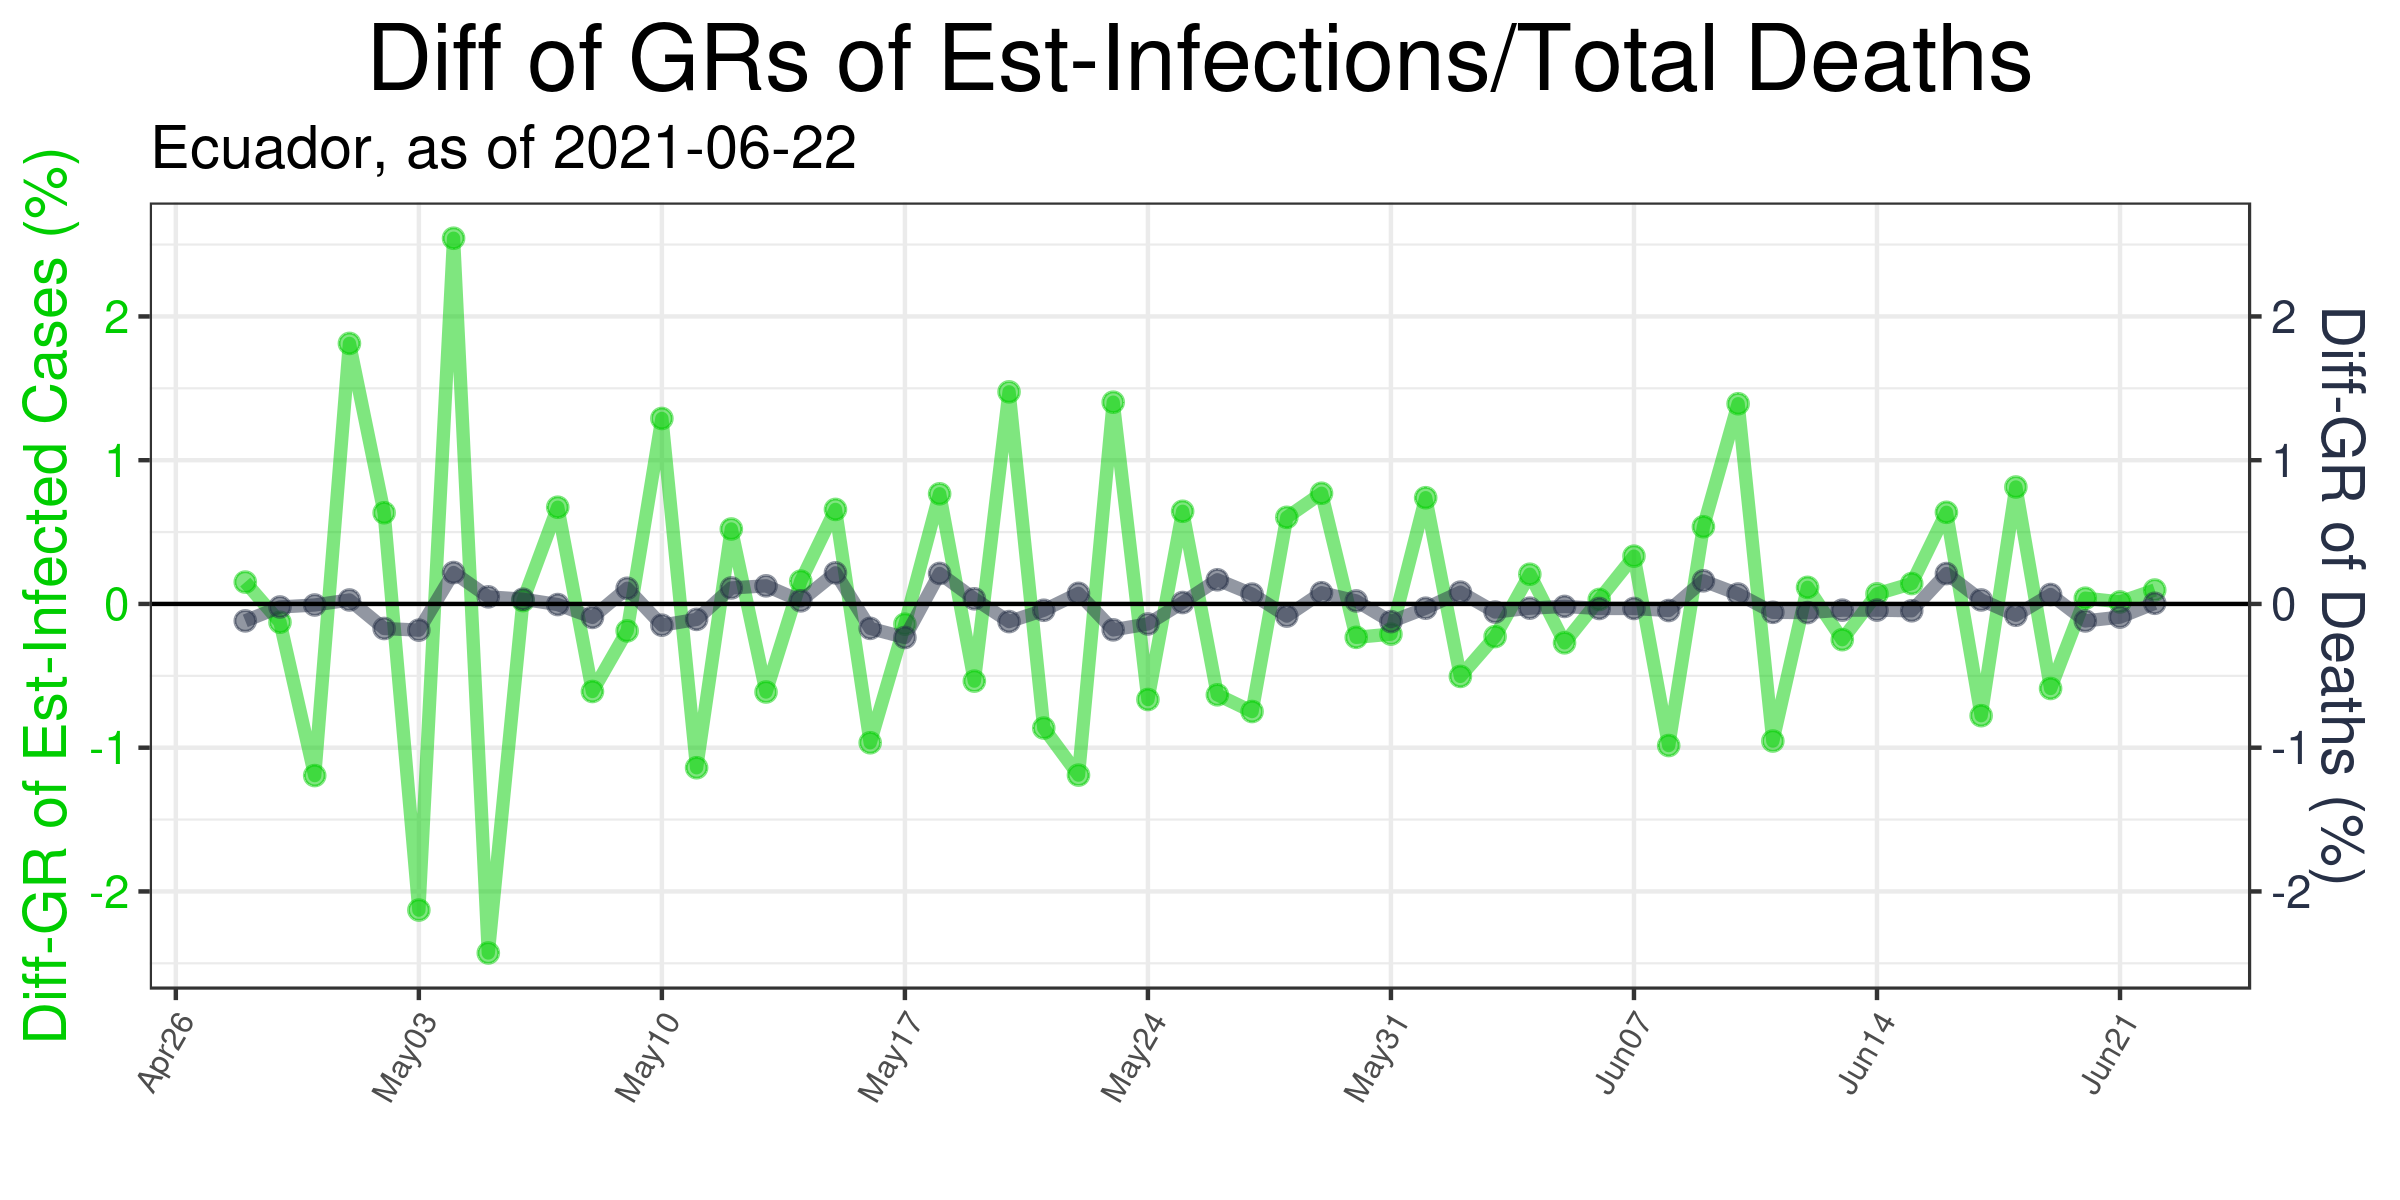 Diff of GRs of Est-Infections/Total Deaths
Ecuador, as of 2021-06-22
Diff-GR of Est-Infected Cases (%)
2
1
0
-1
-2
2
1
0
-1
-2
Diff-GR of Deaths (%)
Apr26
May03
May10
May17
May24
May31
Jun07
Jun14
Jun21